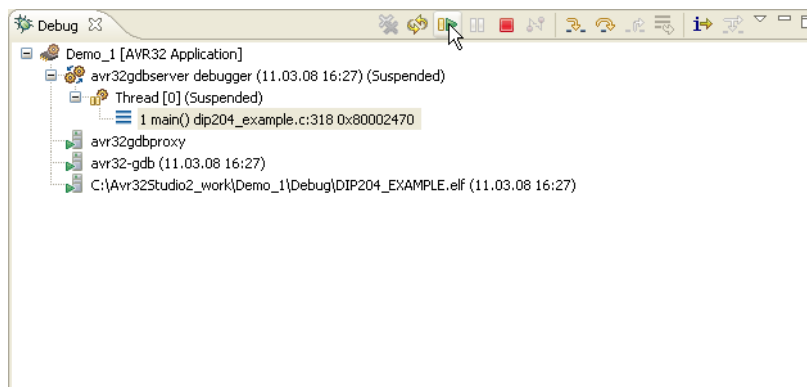 Debug
Demo_1 [AVR32 Application]
avr32gdbserver debugger (11.03.08 16:27) (Suspended)
Thread [0] (Suspended)
1 main() dip204_example.c:318 0x80002470
avr32gdbproxy
avr32-gdb (11.03.08 16:27)
C:\Avr32Studio2_work\Demo_1\Debug\DIP204_EXAMPLE.elf (11.03.08 16:27)